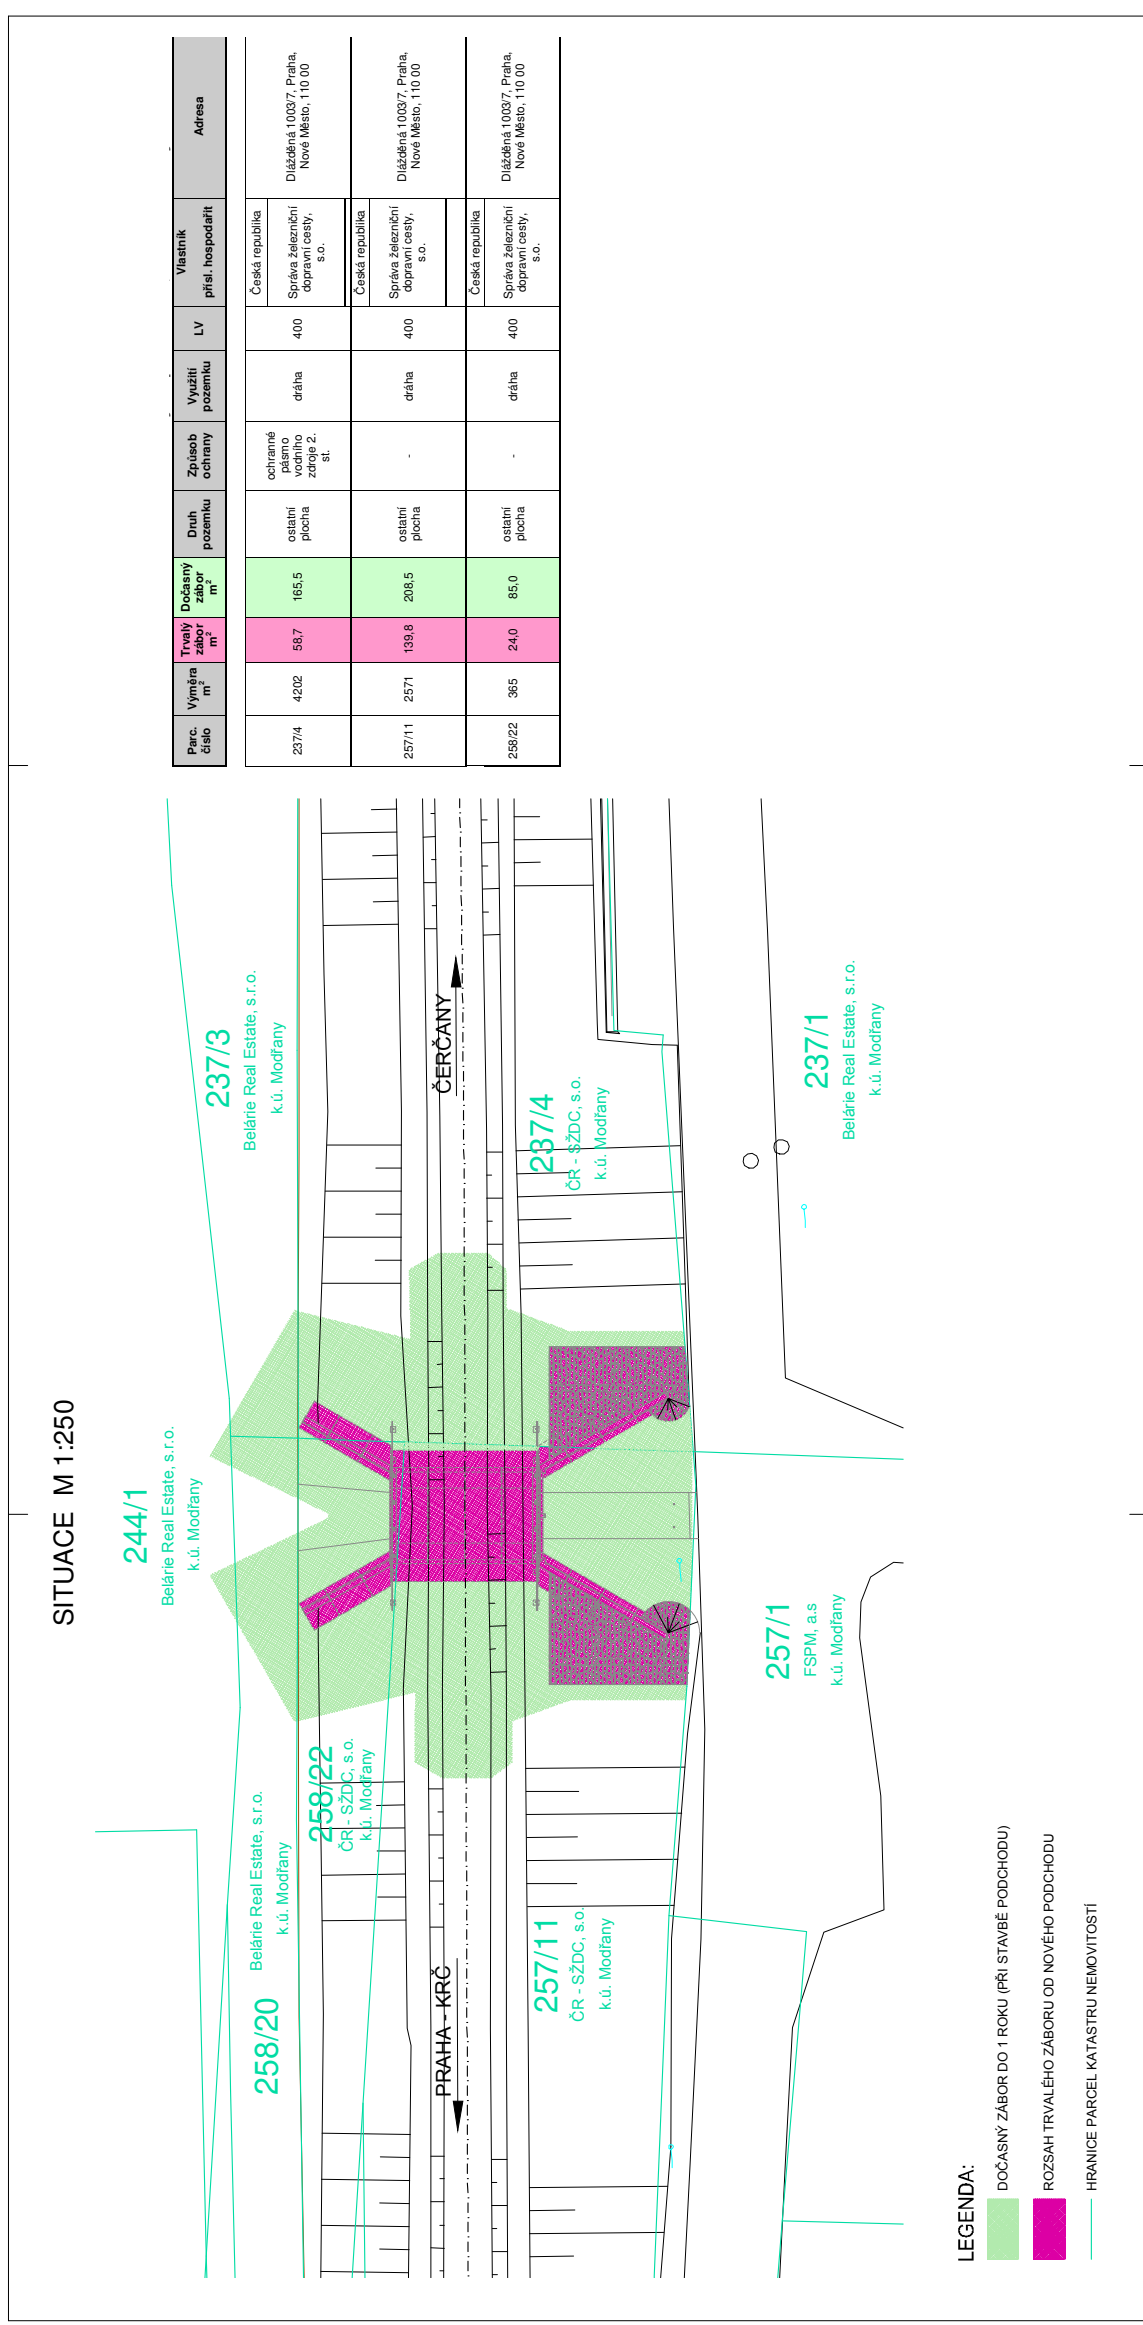 SITUACE M 1:250
Parc. číslo
Výměra m²
Trvalý zábor m²
Dočasný zábor m²
Druh pozemku
Způsob ochrany
Využití pozemku
LV
Vlastník
přísl. hospodařit
Adresa
237/4
4202
58,7
165,5
ostatní plocha
ochranné pásmo vodního zdroje 2. st.
dráha
400
Česká republika
Správa železniční dopravní cesty, s.o.
Dlážděná 1003/7, Praha, Nové Město, 110 00
257/11
2571
139,8
208,5
ostatní plocha
-
dráha
400
Česká republika
Správa železniční dopravní cesty, s.o.
Dlážděná 1003/7, Praha, Nové Město, 110 00
258/22
365
24,0
85,0
ostatní plocha
-
dráha
400
Česká republika
Správa železniční dopravní cesty, s.o.
Dlážděná 1003/7, Praha, Nové Město, 110 00
244/1
Belárie Real Estate, s.r.o.
k.ú. Modřany
237/3
Belárie Real Estate, s.r.o.
k.ú. Modřany
258/20
Belárie Real Estate, s.r.o.
k.ú. Modřany
258/22
ČR - SŽDC, s.o.
k.ú. Modřany
PRAHA - KRČ
ČERČANY
257/11
ČR - SŽDC, s.o.
k.ú. Modřany
237/4
ČR - SŽDC, s.o.
k.ú. Modřany
257/1
FSPM, a.s
k.ú. Modřany
237/1
Belárie Real Estate, s.r.o.
k.ú. Modřany
LEGENDA:
DOČASNÝ ZÁBOR DO 1 ROKU (PŘI STAVBĚ PODCHODU)
ROZSAH TRVALÉHO ZÁBORU OD NOVÉHO PODCHODU
HRANICE PARCEL KATASTRU NEMOVITOSTÍ